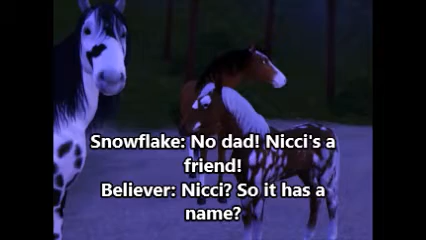 Snowflake: No dad! Nicci's a
friend!
Believer: Nicci? So it has a
name?